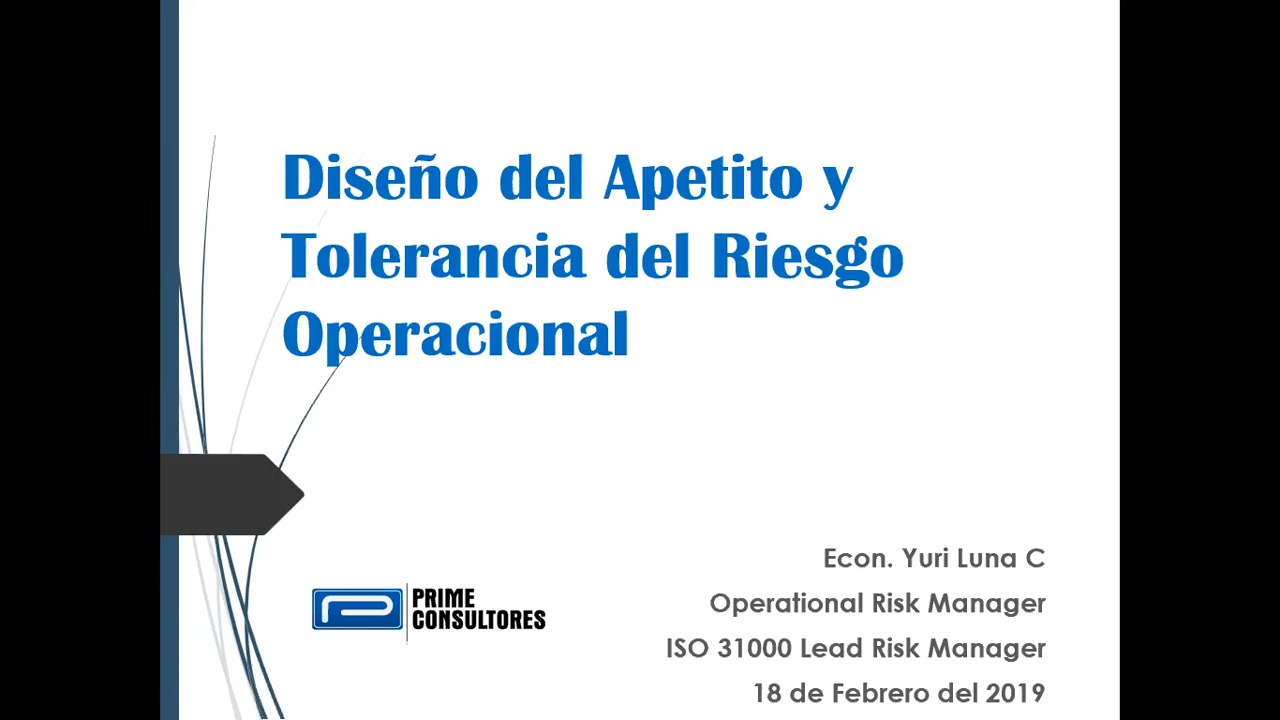 Diseño del Apetito y
Tolerancia del Riesgo
Operacional
PRIME
CONSULTORES
Econ. Yuri Luna C
Operational Risk Manager
ISO 31000 Lead Risk Manager
18 de Febrero del 2019